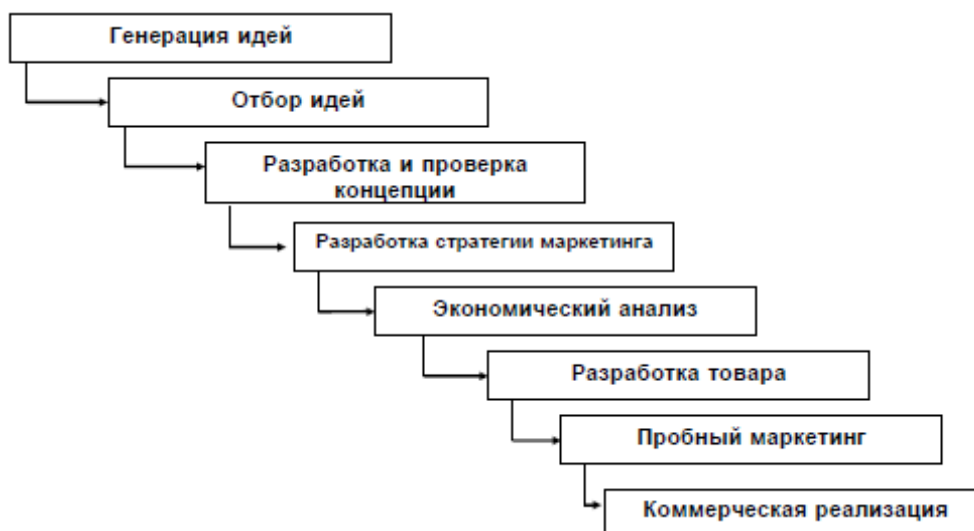 Генерация идей
Отбор идей
Разработка и проверка
концепции
Разработка стратегии маркетинга
Экономический анализ
Разработка товара
Пробный маркетинг
Коммерческая реализация